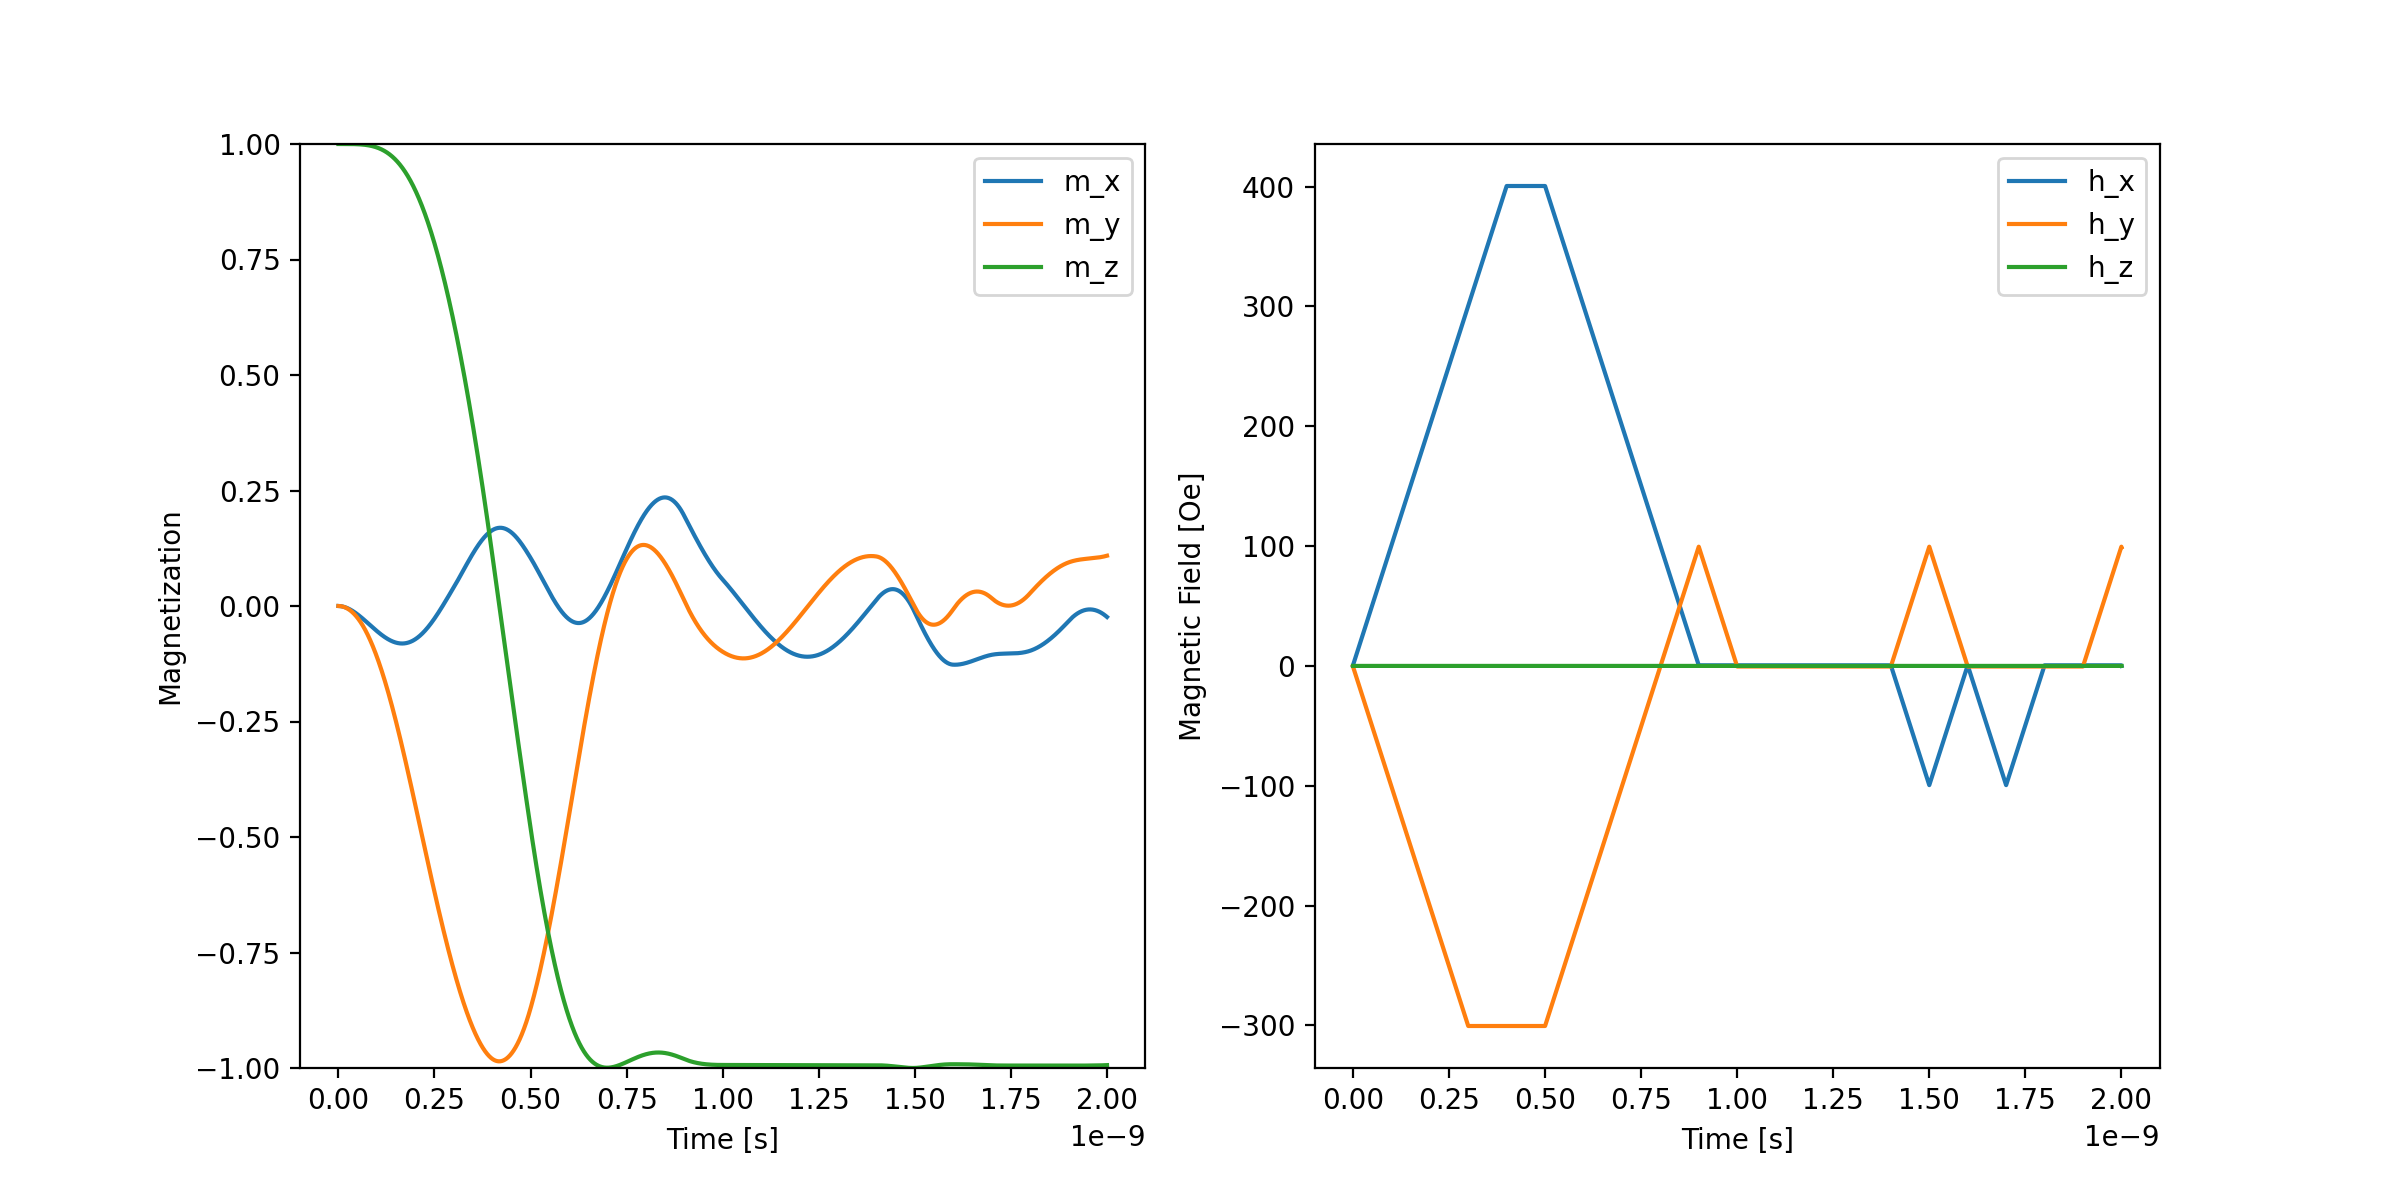 1.00
0.75
0.50
0.25
0.00
−0.25
−0.50
−0.75
−1.00
Magnetization
m_x
m_y
m_z
0.00 0.25 0.50 0.75 1.00 1.25 1.50 1.75 2.00
Time [s]
1e−9
400
300
200
100
0
−100
−200
−300
Magnetic Field [Oe]
h_x
h_y
h_z
0.00 0.25 0.50 0.75 1.00 1.25 1.50 1.75 2.00
Time [s]
1e−9